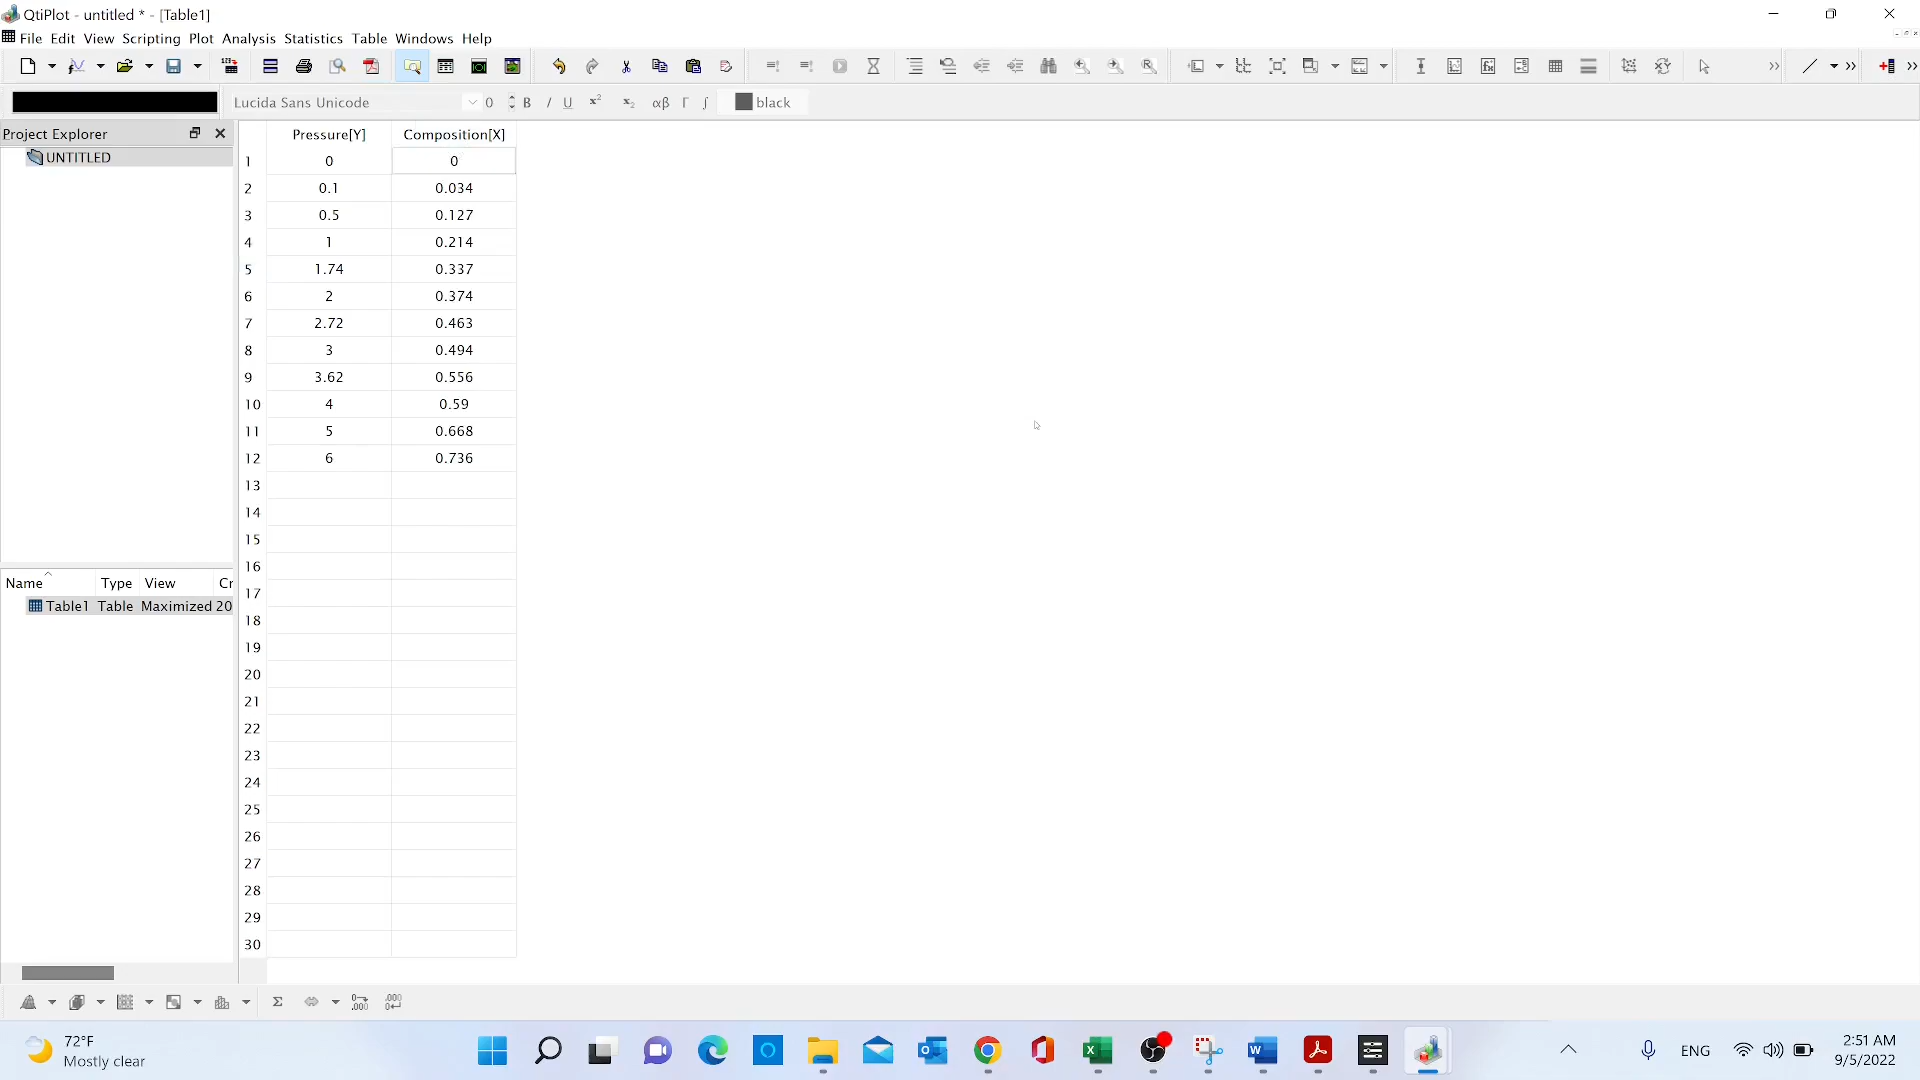 QtiPlot - untitled * - [Table1]
File Edit View Scripting Plot Analysis Statistics Table Windows Help
Lucida Sans Unicode 0 B I U x² x₂ αβ Γ ∫ black
Project Explorer
UNTITLED
Name Type View Cr
Table1 Table Maximized 20
Pressure[Y] Composition[X]
1 0 0
2 0.1 0.034
3 0.5 0.127
4 1 0.214
5 1.74 0.337
6 2 0.374
7 2.72 0.463
8 3 0.494
9 3.62 0.556
10 4 0.59
11 5 0.668
12 6 0.736
13
14
15
16
17
18
19
20
21
22
23
24
25
26
27
28
29
30
Σ
72°F
Mostly clear
ENG
2:51 AM
9/5/2022